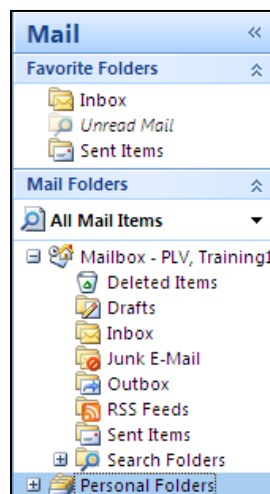 Mail
Favorite Folders
Inbox
Unread Mail
Sent Items
Mail Folders
All Mail Items
Mailbox - PLV, Training1
Deleted Items
Drafts
Inbox
Junk E-Mail
Outbox
RSS Feeds
Sent Items
Search Folders
Personal Folders